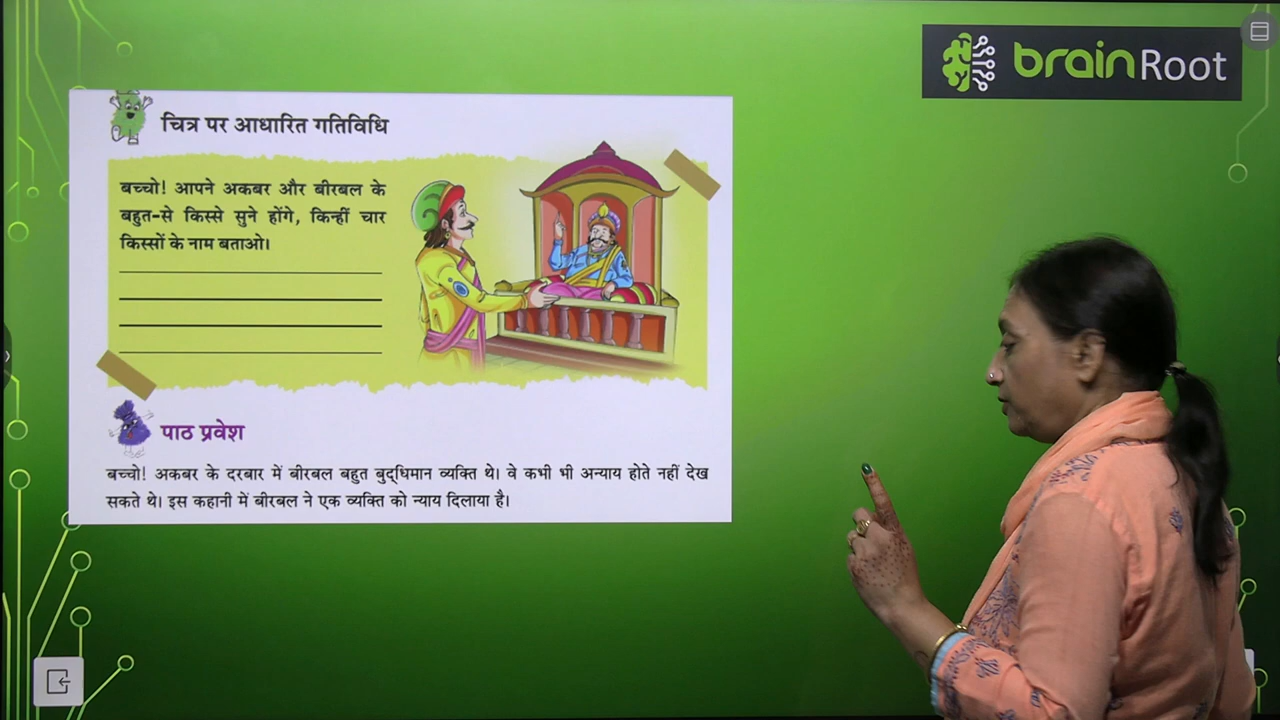 brainRoot
चित्र पर आधारित गतिविधि
बच्चो! आपने अकबर और बीरबल के
बहुत-से किस्से सुने होंगे, किन्हीं चार
किस्सों के नाम बताओ।
पाठ प्रवेश
बच्चो! अकबर के दरबार में बीरबल बहुत बुद्धिमान व्यक्ति थे। वे कभी भी अन्याय होते नहीं देख
सकते थे। इस कहानी में बीरबल ने एक व्यक्ति को न्याय दिलाया है।